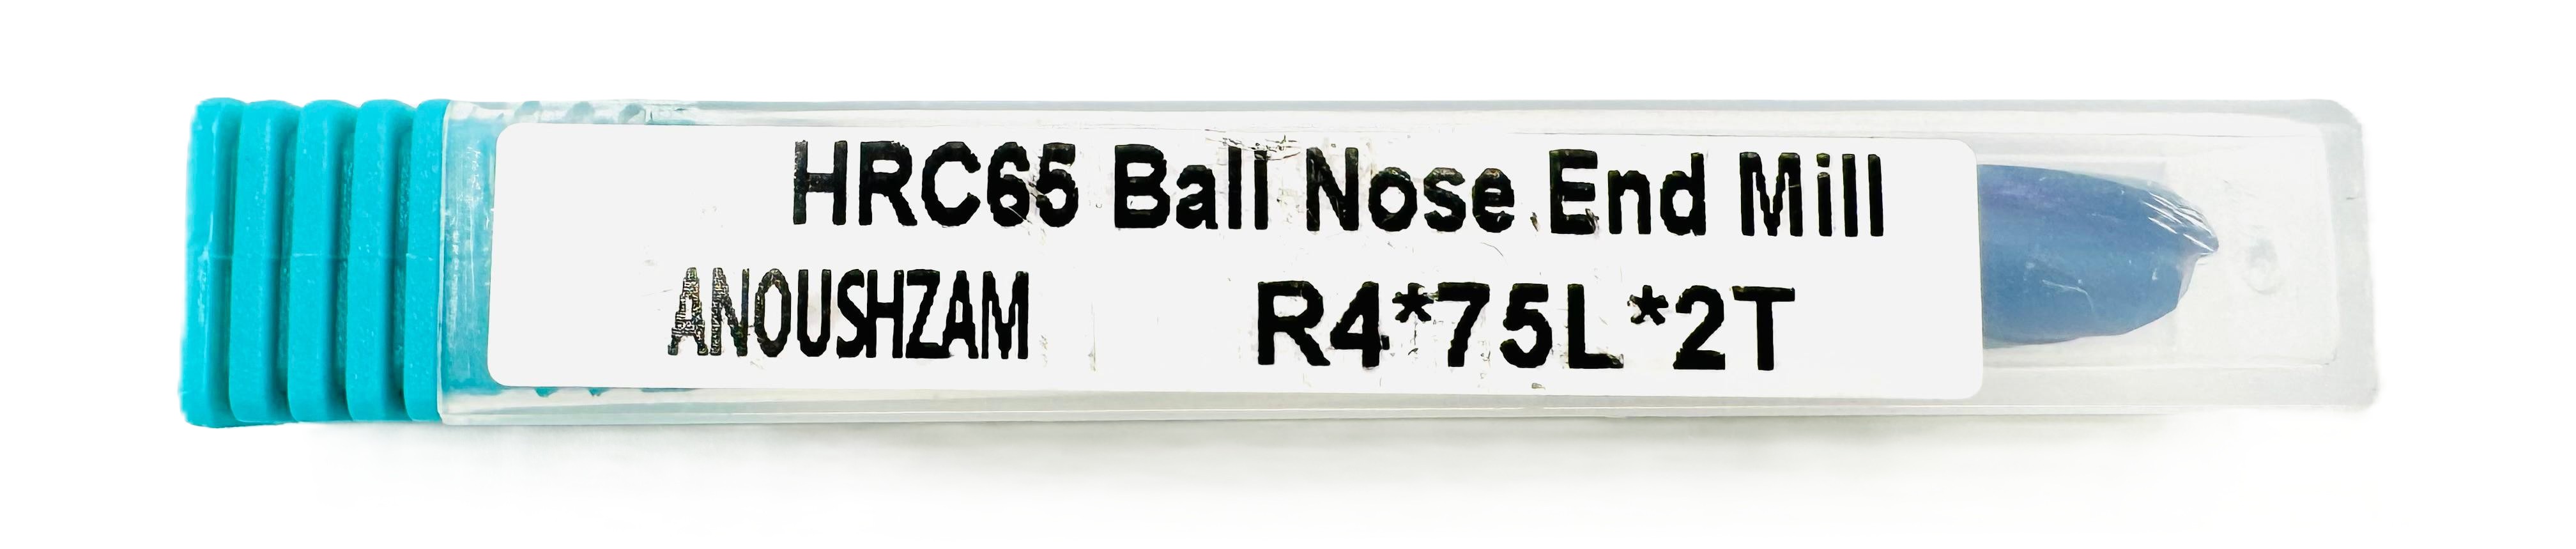 HRC65 Ball Nose End Mill
ANOUSHZAM R4*75L*2T